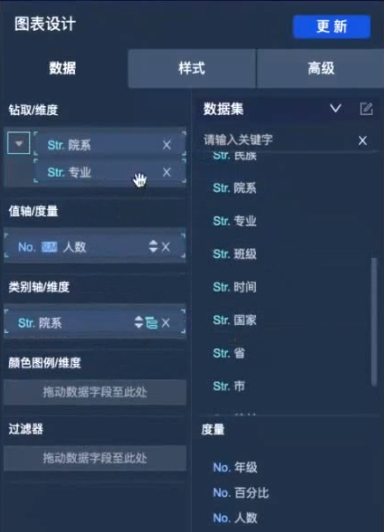 图表设计
更 新
数据
样式
高级
钻取/维度
Str. 院系 X
Str. 专业 X
值轴/度量
No. 人数 X
类别轴/维度
Str. 院系 X
颜色图例/维度
拖动数据字段至此处
过滤器
拖动数据字段至此处
数据集
请输入关键字 X
Str. 民族
Str. 院系
Str. 专业
Str. 班级
Str. 时间
Str. 国家
Str. 省
Str. 市
度量
No. 年级
No. 百分比
No. 人数